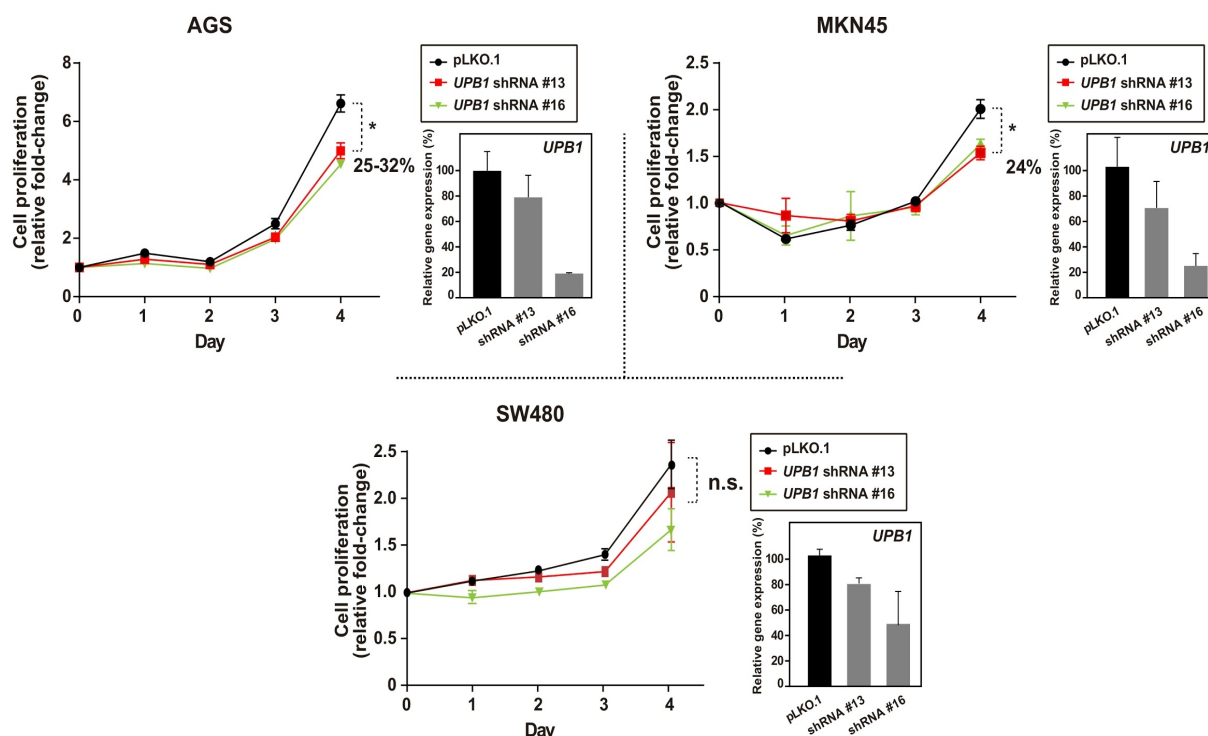 AGS
Cell proliferation
(relative fold-change)
8
6
4
2
0
0 1 2 3 4
Day
*
25-32%
pLKO.1
UPB1 shRNA #13
UPB1 shRNA #16
Relative gene expression (%)
UPB1
100
80
60
40
20
0
pLKO.1
shRNA #13
shRNA #16
MKN45
Cell proliferation
(relative fold-change)
2.5
2.0
1.5
1.0
0.5
0
0 1 2 3 4
Day
*
24%
pLKO.1
UPB1 shRNA #13
UPB1 shRNA #16
Relative gene expression (%)
UPB1
100
80
60
40
20
0
pLKO.1
shRNA #13
shRNA #16
SW480
Cell proliferation
(relative fold-change)
2.5
2.0
1.5
1.0
0.5
0
0 1 2 3 4
Day
n.s.
pLKO.1
UPB1 shRNA #13
UPB1 shRNA #16
Relative gene expression (%)
UPB1
100
80
60
40
20
0
pLKO.1
shRNA #13
shRNA #16